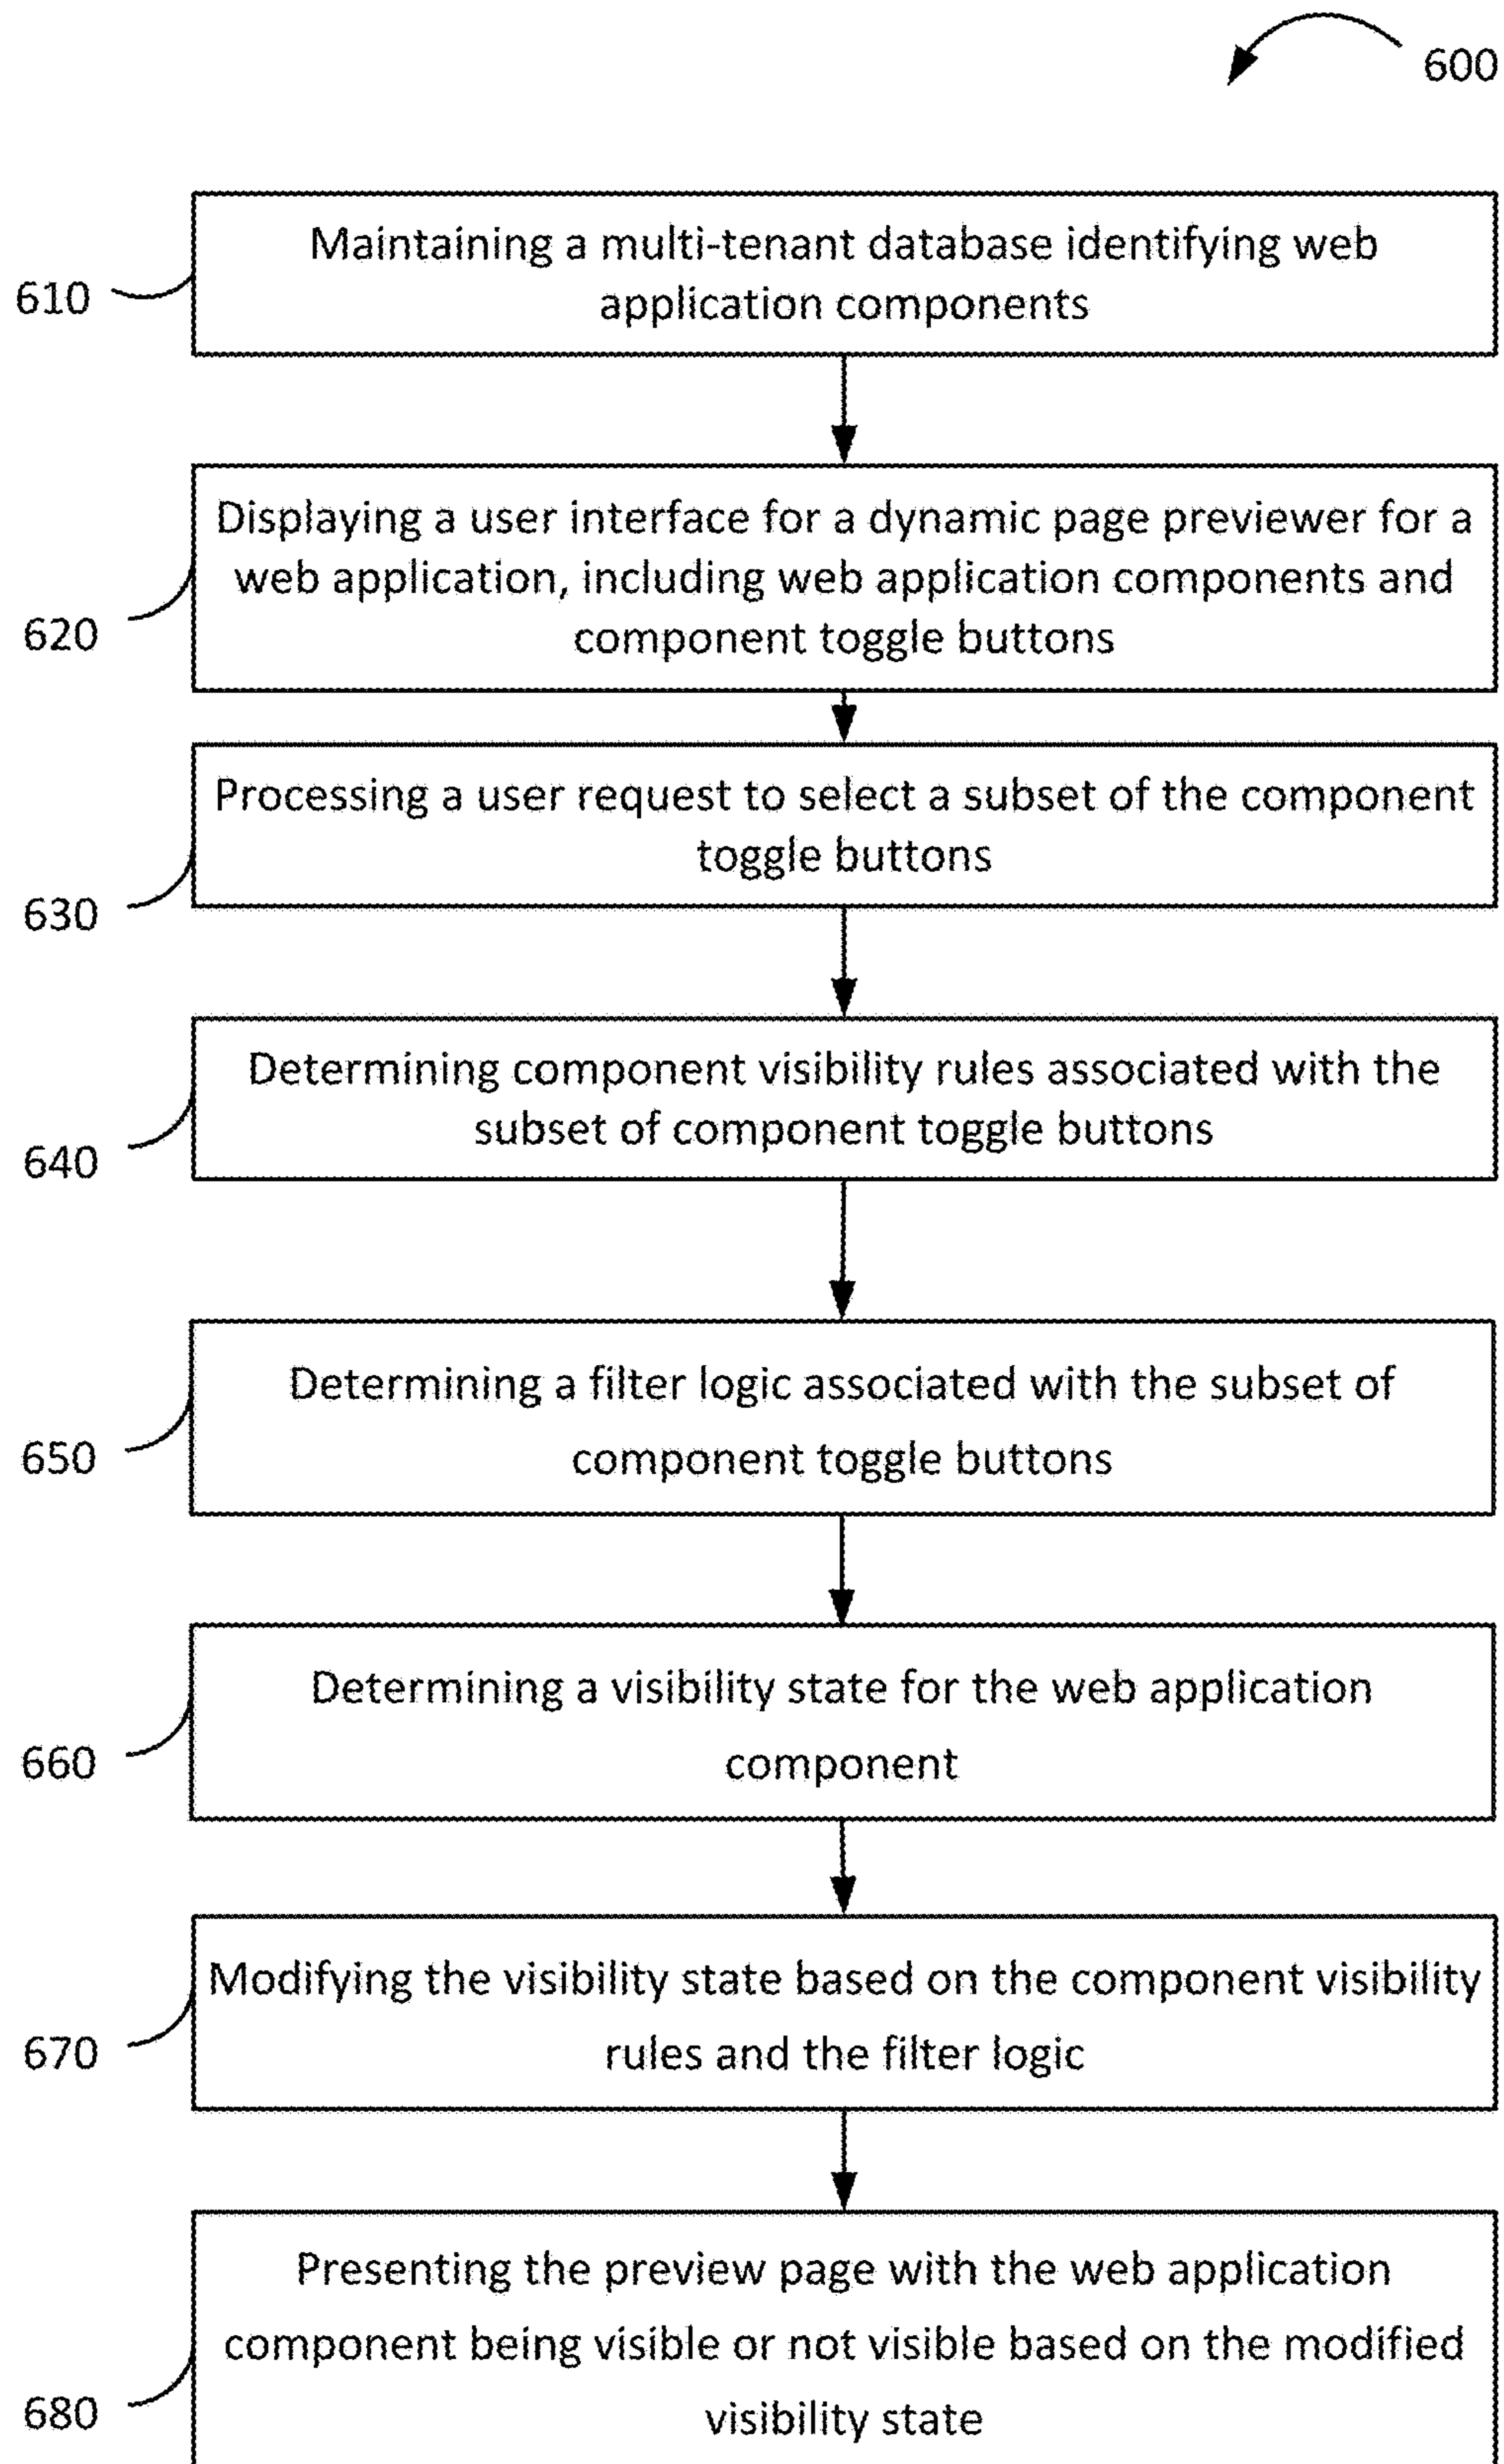 600
610
Maintaining a multi-tenant database identifying web
application components
620
Displaying a user interface for a dynamic page previewer for a
web application, including web application components and
component toggle buttons
630
Processing a user request to select a subset of the component
toggle buttons
640
Determining component visibility rules associated with the
subset of component toggle buttons
650
Determining a filter logic associated with the subset of
component toggle buttons
660
Determining a visibility state for the web application
component
670
Modifying the visibility state based on the component visibility
rules and the filter logic
680
Presenting the preview page with the web application
component being visible or not visible based on the modified
visibility state